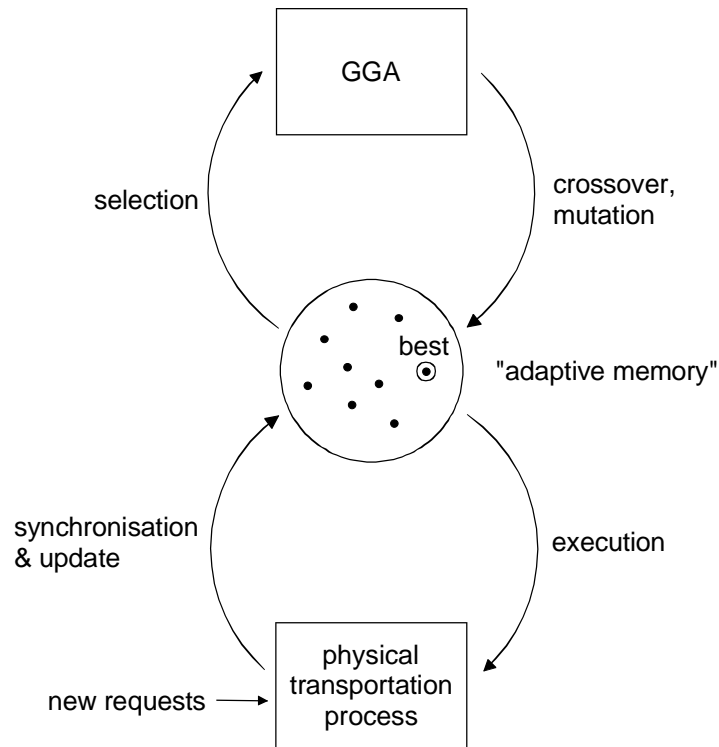 GGA
selection
crossover,
mutation
best
"adaptive memory"
synchronisation
& update
execution
physical
transportation
process
new requests